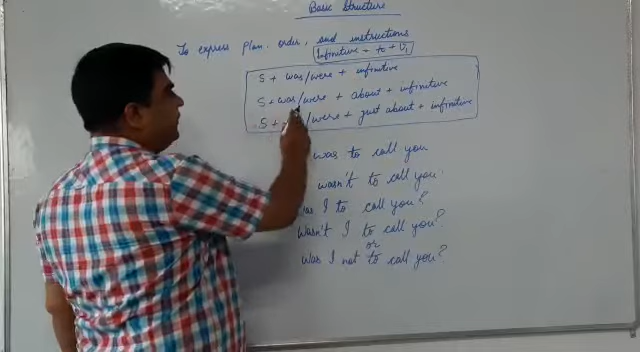 Basic Structure
To express plan, order, and instructions
Infinitive = to + V1
S + was/were + infinitive
S + was/were + about + infinitive
S + /were + just about + infinitive
was to call you
wasn't to call you.
I to call you?
Wasn't I to call you?
or
Was I not to call you?